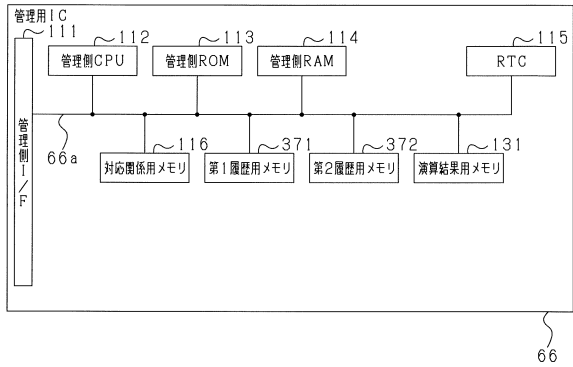 管理用IC
111
112
113
114
115
管理側CPU
管理側ROM
管理側RAM
RTC
管理側I/F
66a
116
371
372
131
対応関係用メモリ
第1履歴用メモリ
第2履歴用メモリ
演算結果用メモリ
66